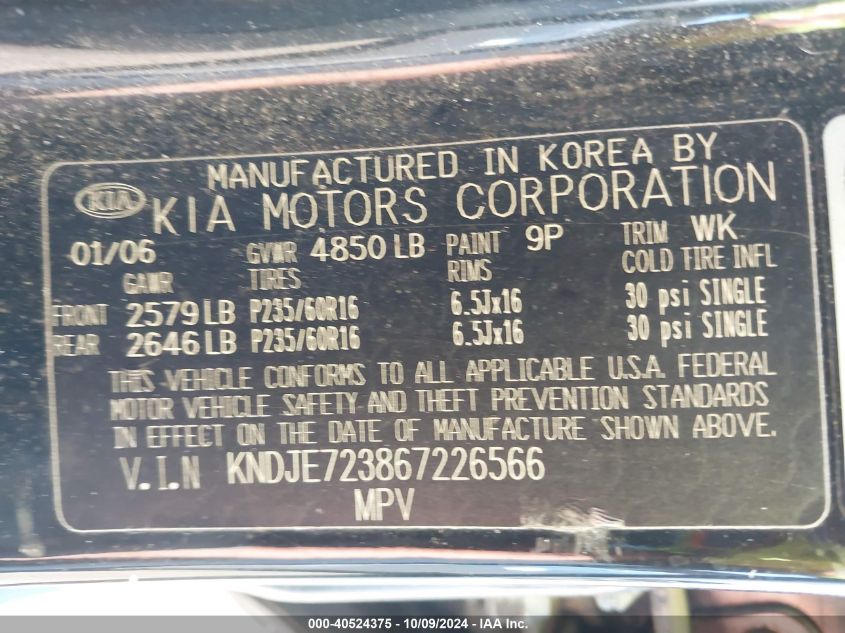 MANUFACTURED IN KOREA BY
KIA KIA MOTORS CORPORATION
01/06 GVWR 4850 LB PAINT 9P TRIM WK
GAWR TIRES RIMS COLD TIRE INFL
FRONT 2579 LB P235/60R16 6.5Jx16 30 psi SINGLE
REAR 2646 LB P235/60R16 6.5Jx16 30 psi SINGLE
THIS VEHICLE CONFORMS TO ALL APPLICABLE U.S.A. FEDERAL
MOTOR VEHICLE SAFETY AND THEFT PREVENTION STANDARDS
IN EFFECT ON THE DATE OF MANUFACTURE SHOWN ABOVE.
V.I.N KNDJE723867226566
MPV
000-40524375 - 10/09/2024 - IAA, Inc.